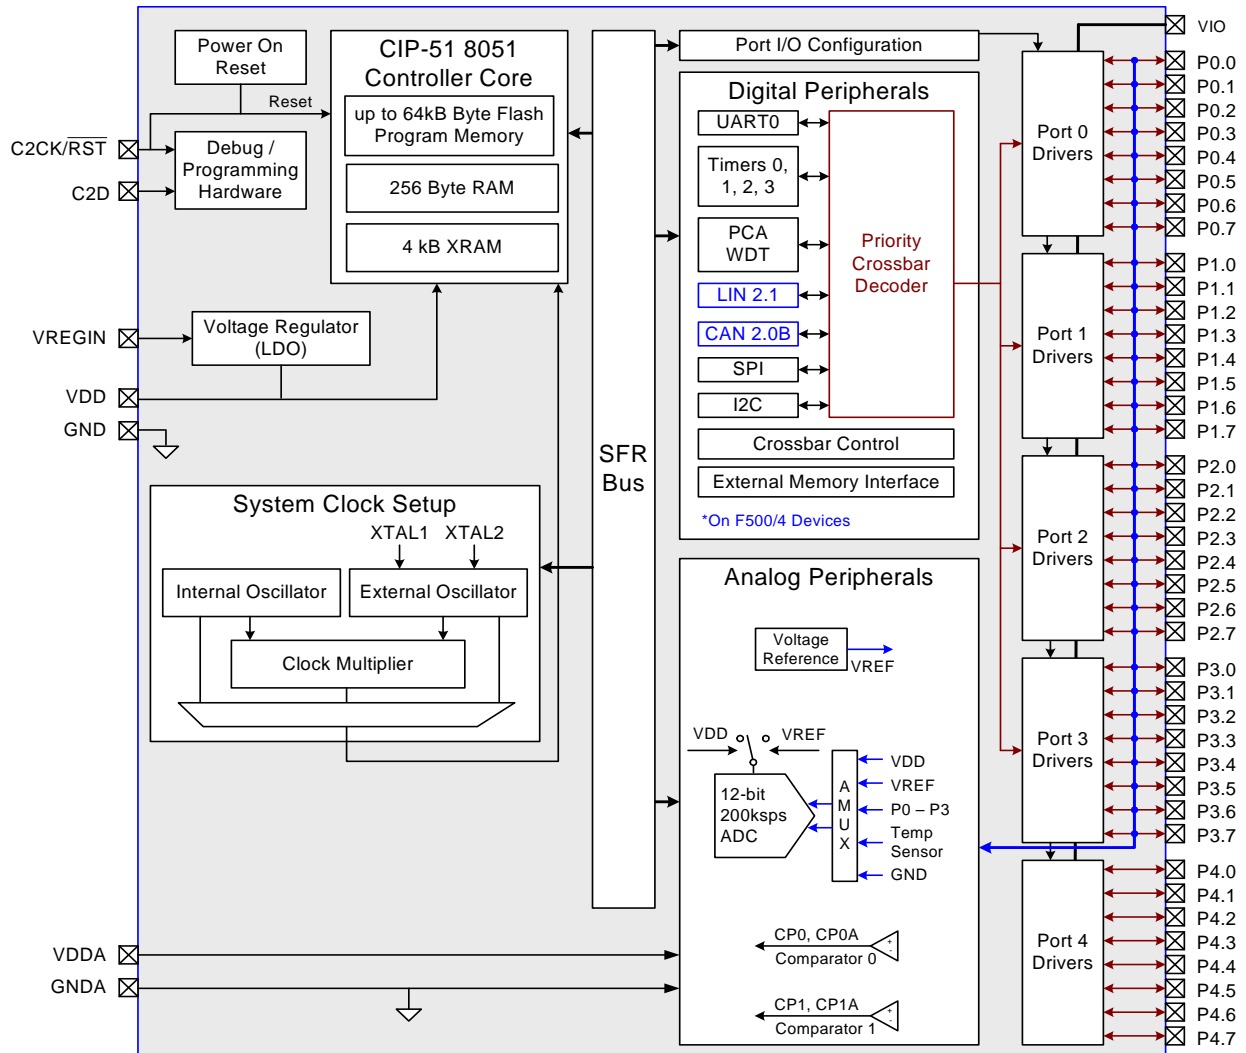 VIO
Power On
Reset
Reset
C2CK/RST
C2D
Debug /
Programming
Hardware
CIP-51 8051
Controller Core
up to 64kB Byte Flash
Program Memory
256 Byte RAM
4 kB XRAM
VREGIN
Voltage Regulator
(LDO)
VDD
GND
System Clock Setup
XTAL1
XTAL2
Internal Oscillator
External Oscillator
Clock Multiplier
VDDA
GNDA
SFR
Bus
Port I/O Configuration
Digital Peripherals
UART0
Timers 0,
1, 2, 3
PCA
WDT
LIN 2.1
CAN 2.0B
SPI
I2C
Priority
Crossbar
Decoder
Crossbar Control
External Memory Interface
*On F500/4 Devices
Analog Peripherals
Voltage
Reference
VREF
VDD
VREF
12-bit
200ksps
ADC
A
M
U
X
VDD
VREF
P0 – P3
Temp
Sensor
GND
CP0, CP0A
+
-
Comparator 0
CP1, CP1A
+
-
Comparator 1
Port 0
Drivers
Port 1
Drivers
Port 2
Drivers
Port 3
Drivers
Port 4
Drivers
P0.0
P0.1
P0.2
P0.3
P0.4
P0.5
P0.6
P0.7
P1.0
P1.1
P1.2
P1.3
P1.4
P1.5
P1.6
P1.7
P2.0
P2.1
P2.2
P2.3
P2.4
P2.5
P2.6
P2.7
P3.0
P3.1
P3.2
P3.3
P3.4
P3.5
P3.6
P3.7
P4.0
P4.1
P4.2
P4.3
P4.4
P4.5
P4.6
P4.7